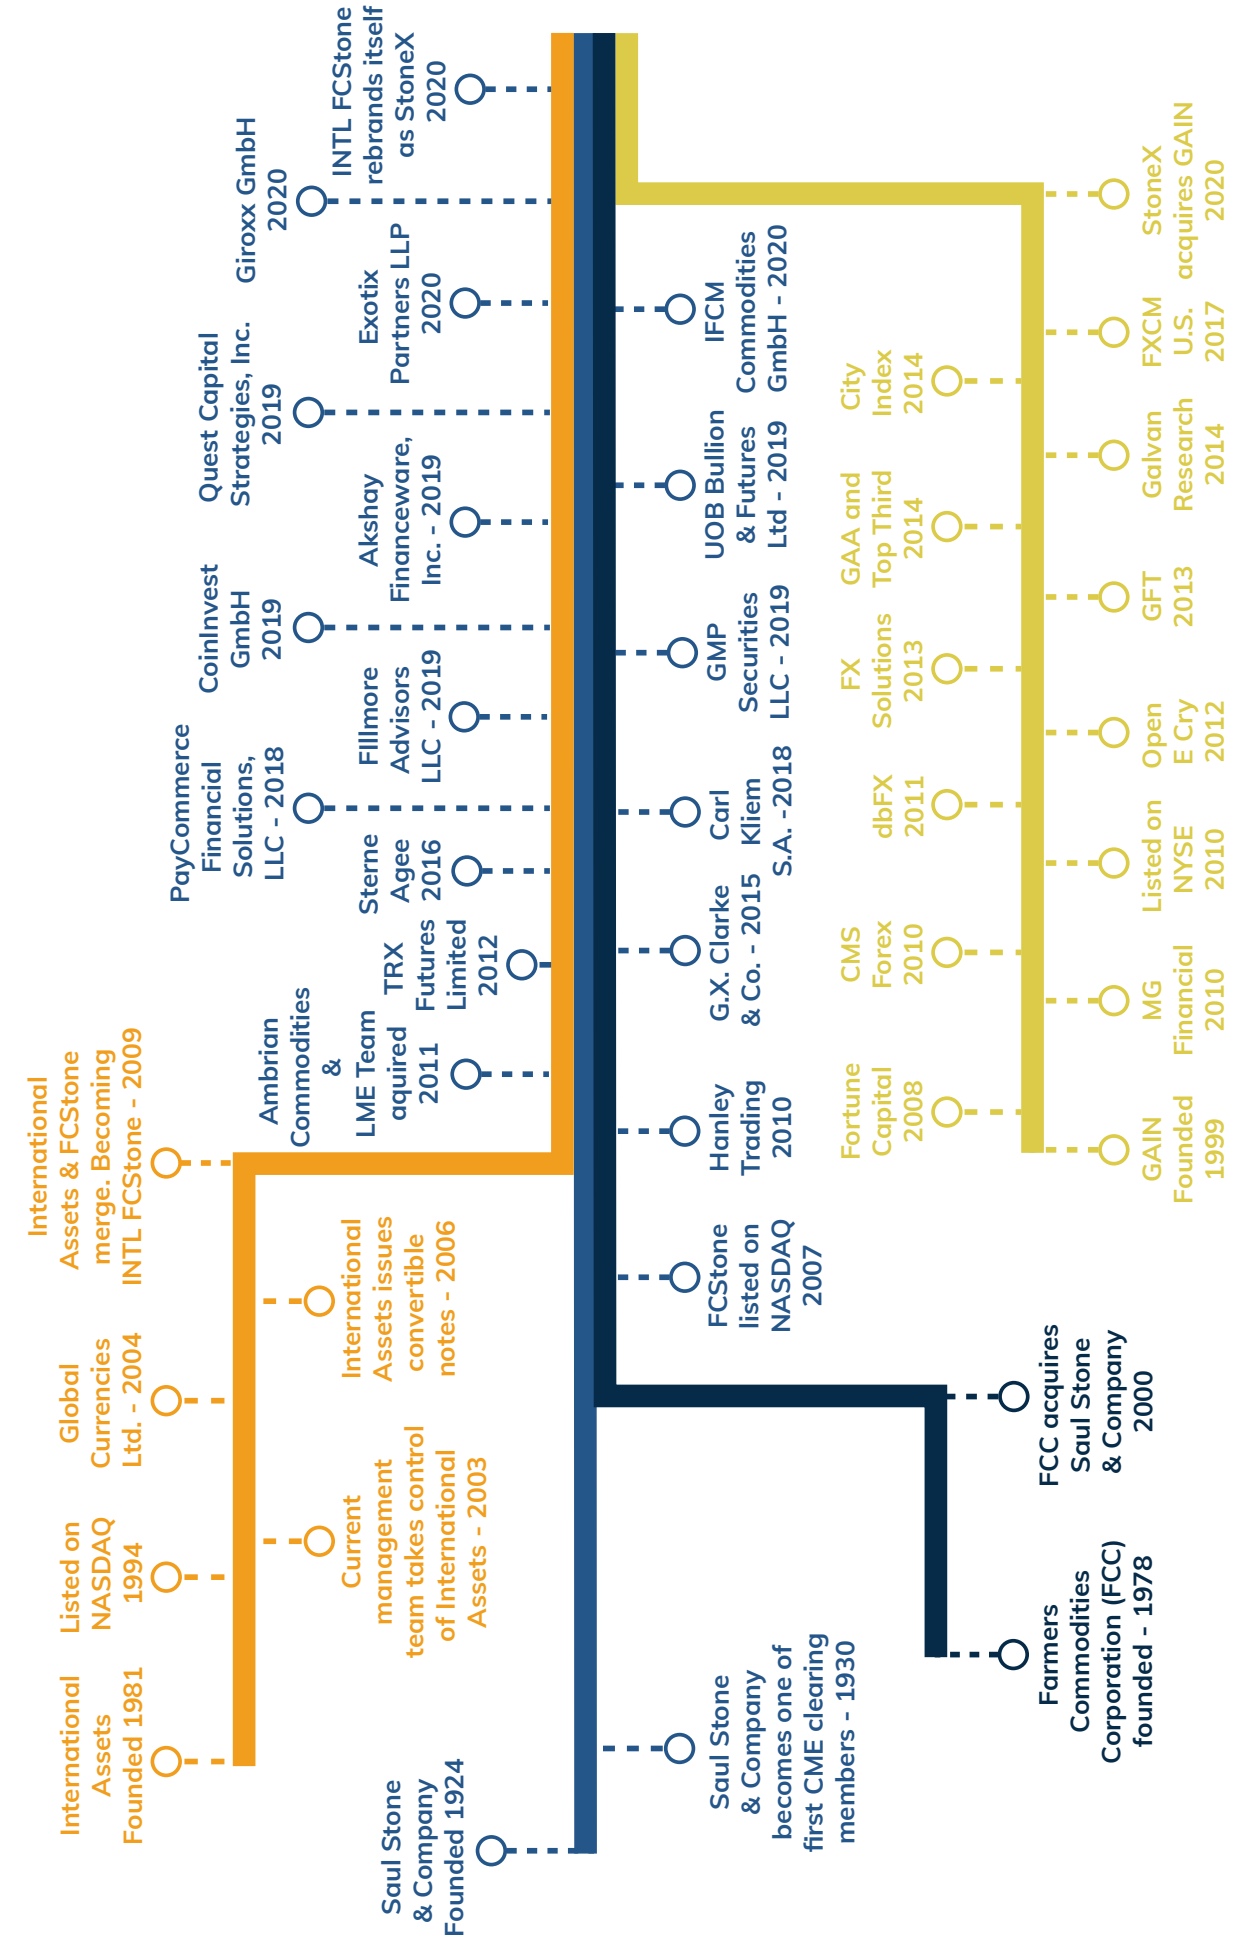 International
Assets
Founded 1981
Listed on
NASDAQ
1994
Global
Currencies
Ltd. - 2004
International
Assets & FCStone
merge. Becoming
INTL FCStone - 2009
Current
management
team takes control
of International
Assets - 2003
International
Assets issues
convertible
notes - 2006
Saul Stone
& Company
Founded 1924
Saul Stone
& Company
becomes one of
first CME clearing
members - 1930
Farmers
Commodities
Corporation (FCC)
founded - 1978
FCC acquires
Saul Stone
& Company
2000
Ambrian
Commodities
&
LME Team
aquired
2011
TRX
Futures
Limited
2012
Sterne
Agee
2016
PayCommerce
Financial
Solutions,
LLC - 2018
FIllmore
Advisors
LLC - 2019
CoinInvest
GmbH
2019
Akshay
Financeware,
Inc. - 2019
Quest Capital
Strategies, Inc.
2019
Exotix
Partners LLP
2020
Giroxx GmbH
2020
INTL FCStone
rebrands itself
as StoneX
2020
FCStone
listed on
NASDAQ
2007
Hanley
Trading
2010
G.X. Clarke
& Co. - 2015
Carl
Kliem
S.A. -2018
GMP
Securities
LLC - 2019
UOB Bullion
& Futures
Ltd - 2019
IFCM
Commodities
GmbH - 2020
Fortune
Capital
2008
CMS
Forex
2010
dbFX
2011
FX
Solutions
2013
GAA and
Top Third
2014
City
Index
2014
GAIN
Founded
1999
MG
Financial
2010
Listed on
NYSE
2010
Open
E Cry
2012
GFT
2013
Galvan
Research
2014
FXCM
U.S.
2017
StoneX
acquires GAIN
2020